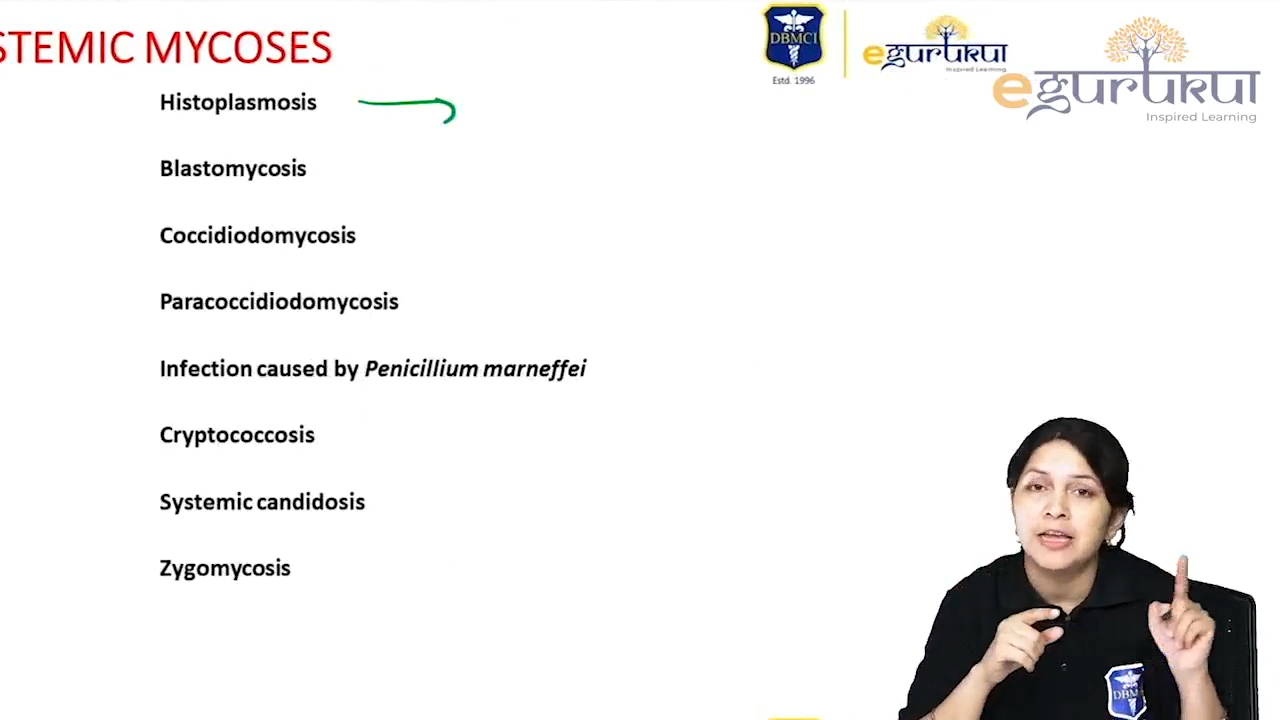 STEMIC MYCOSES
DBMCI
Estd. 1996
egurukul
Inspired Learning
egurukul
Inspired Learning
Histoplasmosis
Blastomycosis
Coccidiodomycosis
Paracoccidiodomycosis
Infection caused by Penicillium marneffei
Cryptococcosis
Systemic candidosis
Zygomycosis
DBM